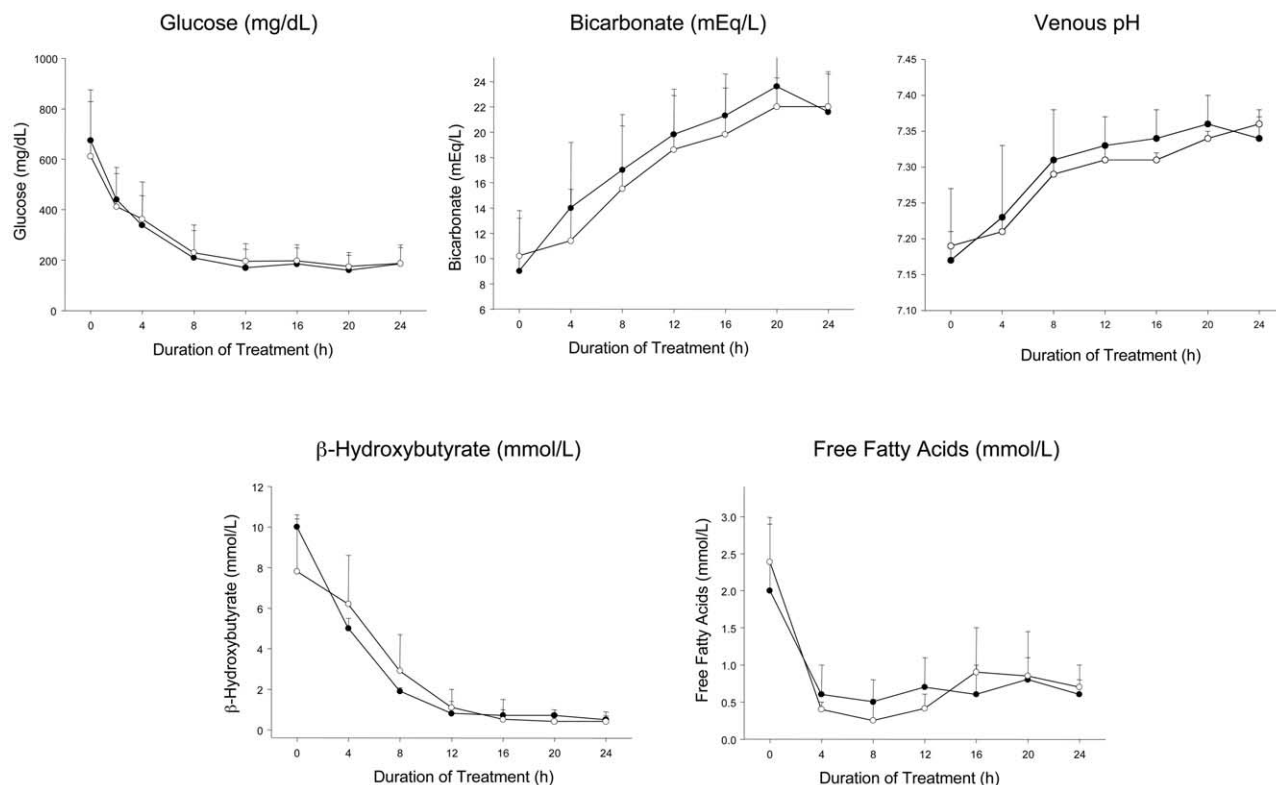 Glucose (mg/dL)
Glucose (mg/dL)
1000
800
600
400
200
0
0 4 8 12 16 20 24
Duration of Treatment (h)
Bicarbonate (mEq/L)
Bicarbonate (mEq/L)
24
22
20
18
16
14
12
10
8
6
0 4 8 12 16 20 24
Duration of Treatment (h)
Venous pH
7.45
7.40
7.35
7.30
7.20
7.15
7.10
0 4 8 12 16 20 24
Duration of Treatment (h)
β-Hydroxybutyrate (mmol/L)
β-Hydroxybutyrate (mmol/L)
12
10
8
6
4
2
0
0 4 8 12 16 20 24
Duration of Treatment (h)
Free Fatty Acids (mmol/L)
Free Fatty Acids (mmol/L)
3.0
2.5
2.0
1.5
1.0
0.5
0.0
0 4 8 12 16 20 24
Duration of Treatment (h)